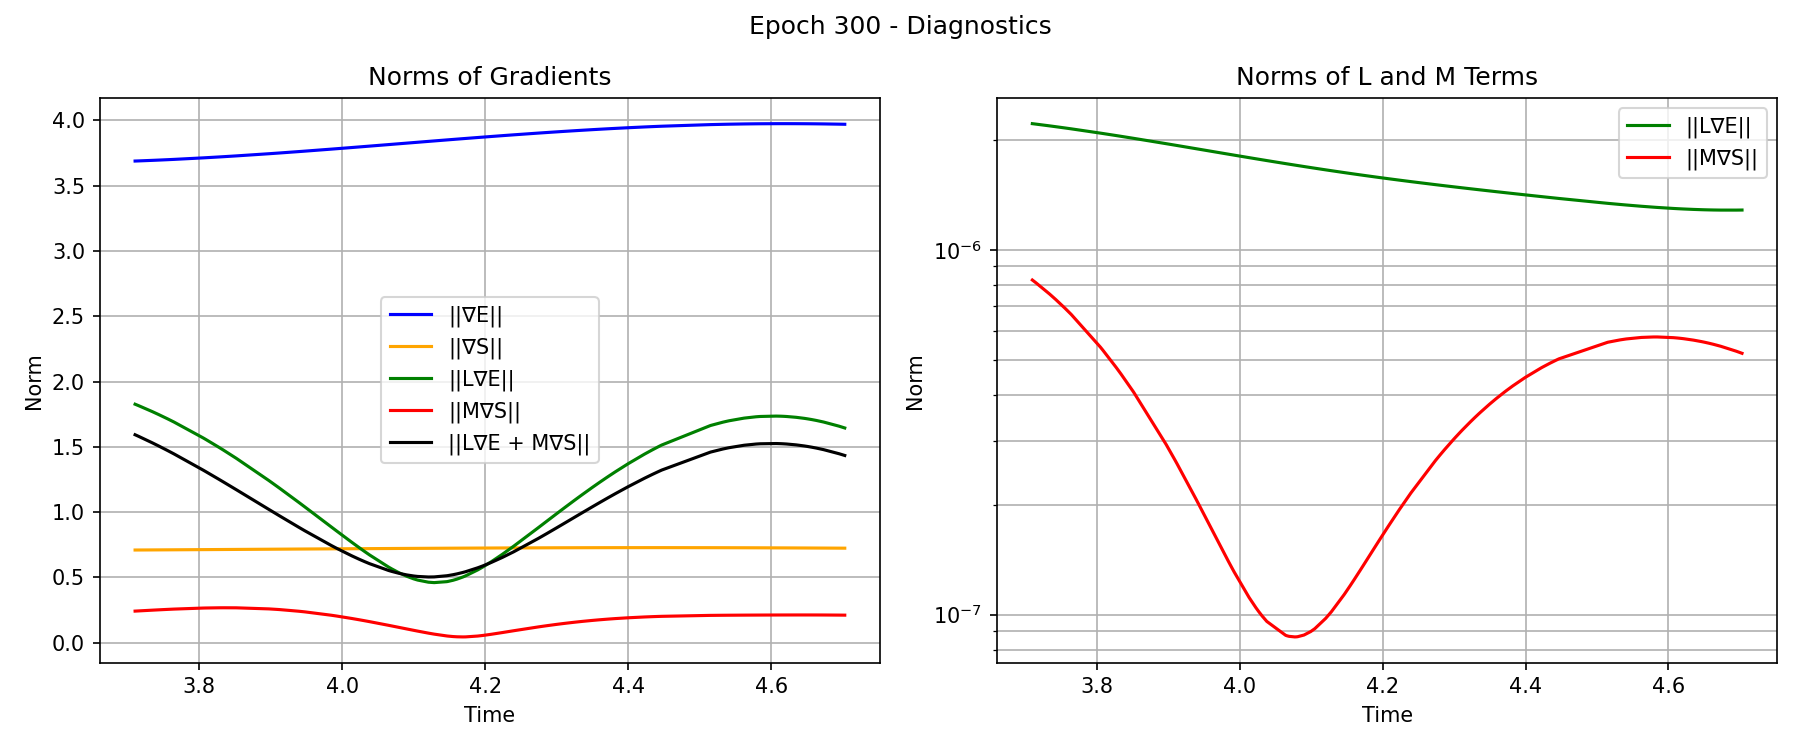 Epoch 300 - Diagnostics
Norms of Gradients
4.0
3.5
3.0
2.5
2.0
1.5
1.0
0.5
0.0
Norm
||∇E||
||∇S||
||L∇E||
||M∇S||
||L∇E + M∇S||
3.8
4.0
4.2
4.4
4.6
Time
Norms of L and M Terms
10⁻⁶
10⁻⁷
Norm
||L∇E||
||M∇S||
3.8
4.0
4.2
4.4
4.6
Time